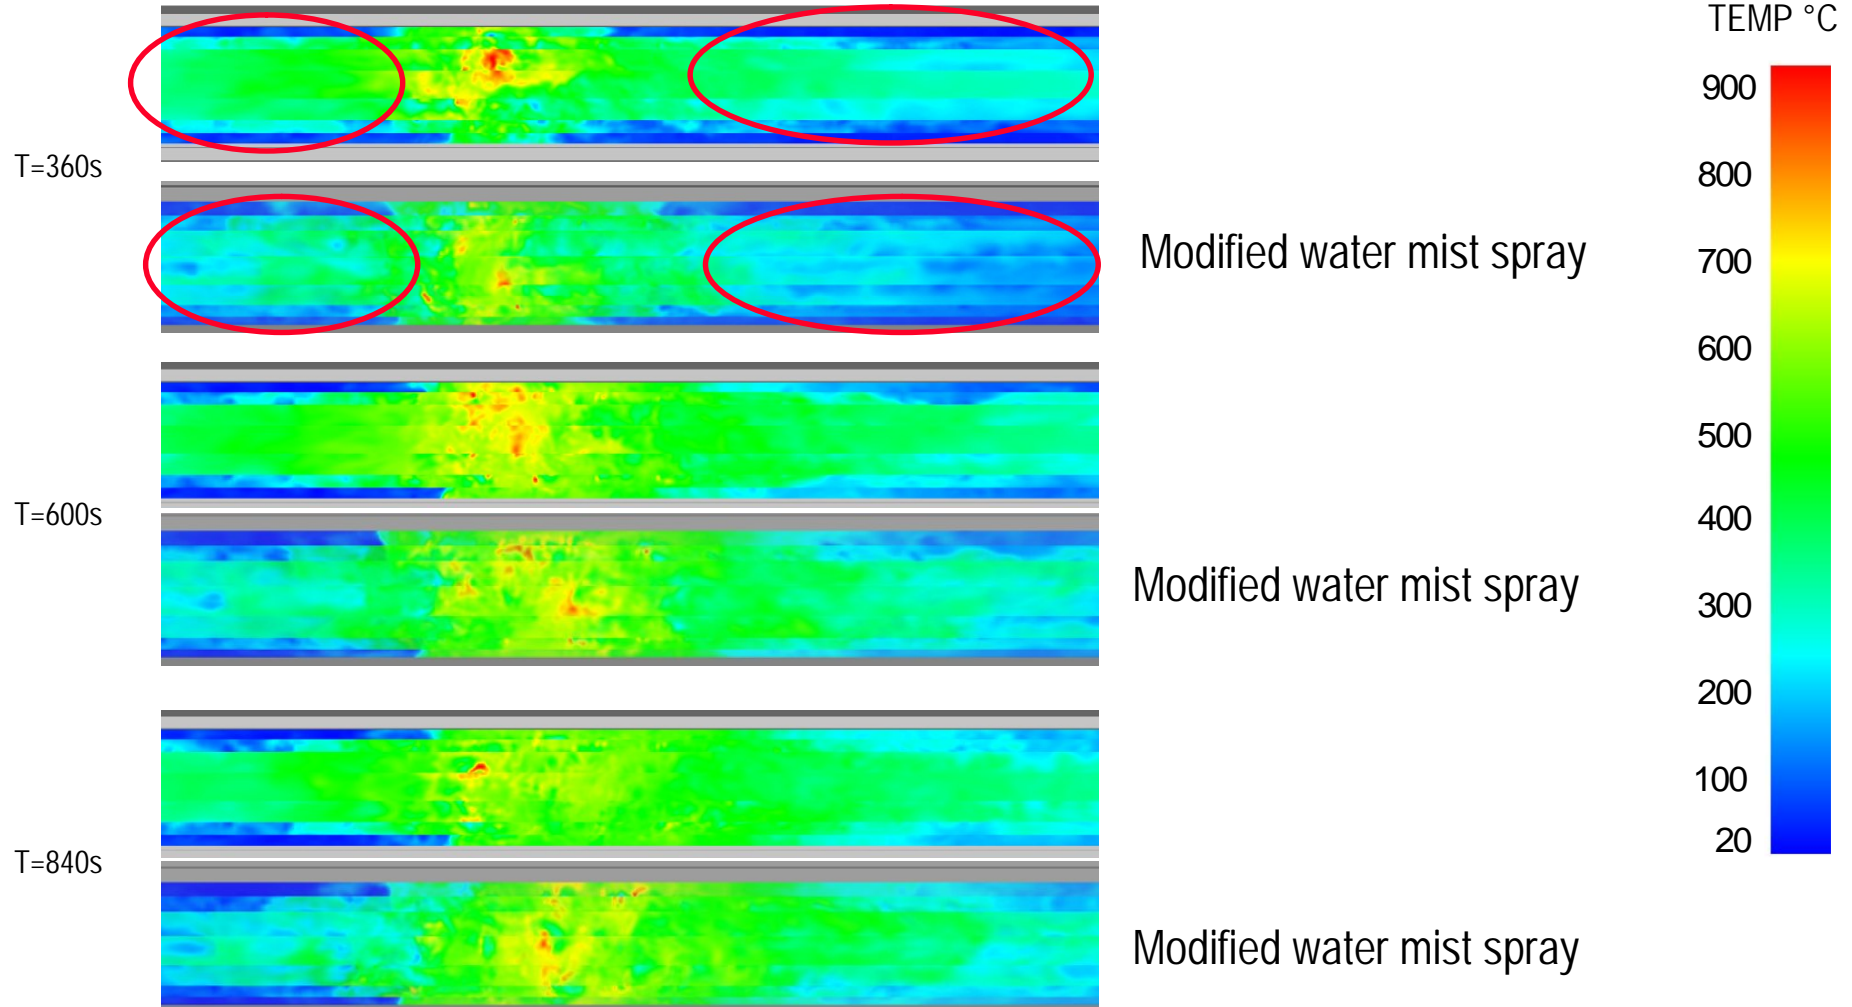 TEMP °C
900
800
700
600
500
400
300
200
100
20
T=360s
Modified water mist spray
T=600s
Modified water mist spray
T=840s
Modified water mist spray